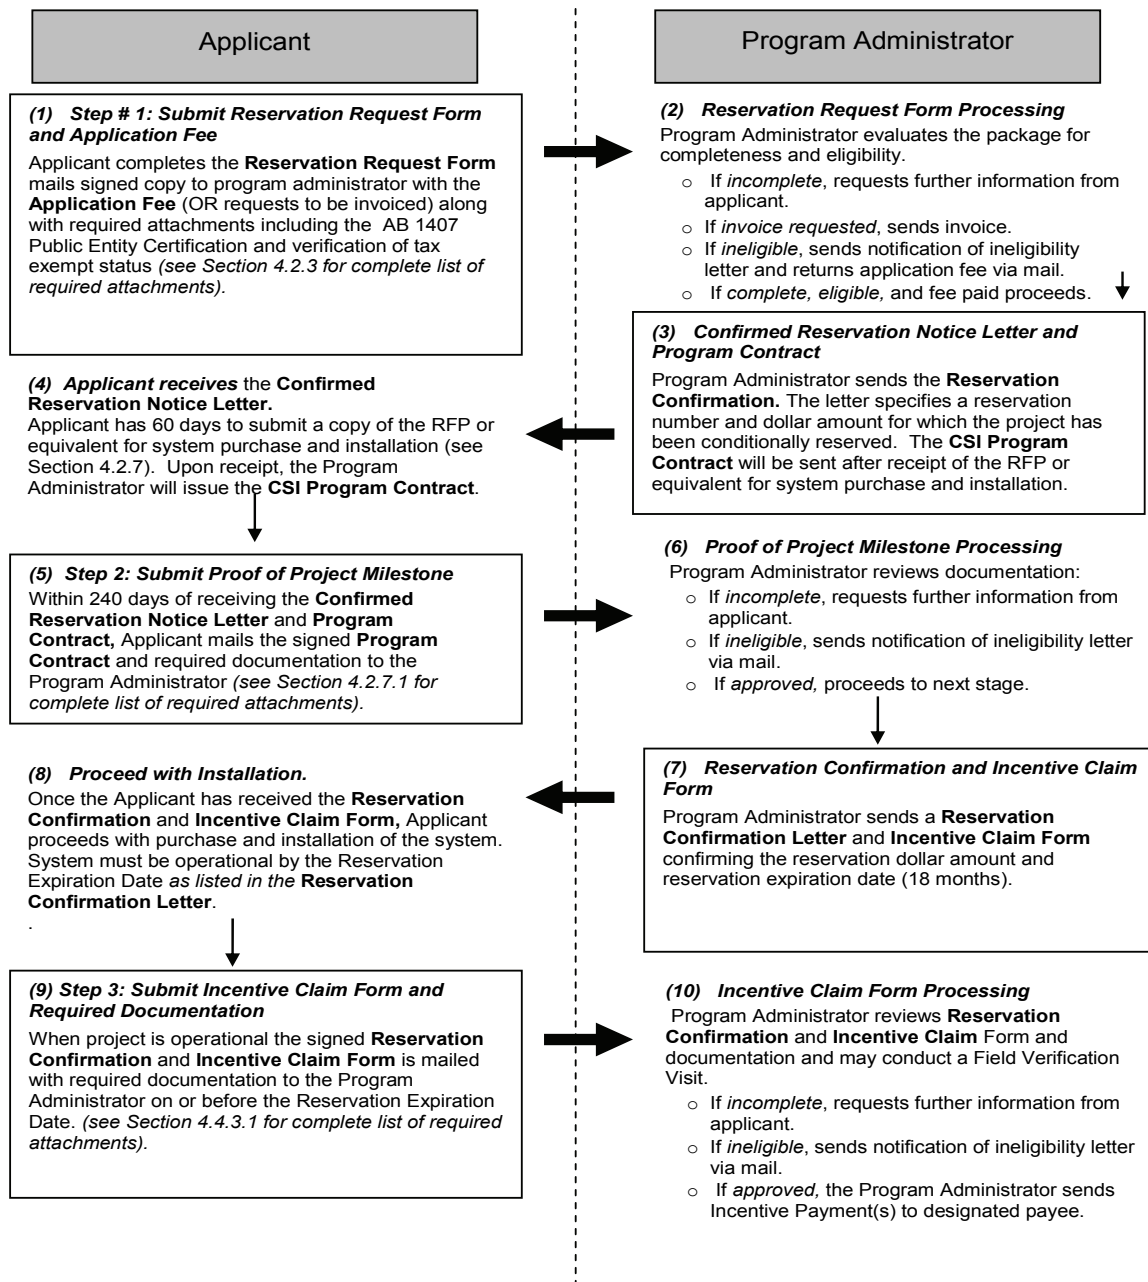 Applicant
Program Administrator
(1) Step # 1: Submit Reservation Request Form
and Application Fee
Applicant completes the Reservation Request Form
mails signed copy to program administrator with the
Application Fee (OR requests to be invoiced) along
with required attachments including the AB 1407
Public Entity Certification and verification of tax
exempt status (see Section 4.2.3 for complete list of
required attachments).
(2) Reservation Request Form Processing
Program Administrator evaluates the package for
completeness and eligibility.
o If incomplete, requests further information from
applicant.
o If invoice requested, sends invoice.
o If ineligible, sends notification of ineligibility
letter and returns application fee via mail.
o If complete, eligible, and fee paid proceeds.
(3) Confirmed Reservation Notice Letter and
Program Contract
Program Administrator sends the Reservation
Confirmation. The letter specifies a reservation
number and dollar amount for which the project has
been conditionally reserved. The CSI Program
Contract will be sent after receipt of the RFP or
equivalent for system purchase and installation.
(4) Applicant receives the Confirmed
Reservation Notice Letter.
Applicant has 60 days to submit a copy of the RFP or
equivalent for system purchase and installation (see
Section 4.2.7). Upon receipt, the Program
Administrator will issue the CSI Program Contract.
(5) Step 2: Submit Proof of Project Milestone
Within 240 days of receiving the Confirmed
Reservation Notice Letter and Program
Contract, Applicant mails the signed Program
Contract and required documentation to the
Program Administrator (see Section 4.2.7.1 for
complete list of required attachments).
(6) Proof of Project Milestone Processing
Program Administrator reviews documentation:
o If incomplete, requests further information from
applicant.
o If ineligible, sends notification of ineligibility letter
via mail.
o If approved, proceeds to next stage.
(7) Reservation Confirmation and Incentive Claim
Form
Program Administrator sends a Reservation
Confirmation Letter and Incentive Claim Form
confirming the reservation dollar amount and
reservation expiration date (18 months).
(8) Proceed with Installation.
Once the Applicant has received the Reservation
Confirmation and Incentive Claim Form, Applicant
proceeds with purchase and installation of the system.
System must be operational by the Reservation
Expiration Date as listed in the Reservation
Confirmation Letter.
.
(9) Step 3: Submit Incentive Claim Form and
Required Documentation
When project is operational the signed Reservation
Confirmation and Incentive Claim Form is mailed
with required documentation to the Program
Administrator on or before the Reservation Expiration
Date. (see Section 4.4.3.1 for complete list of required
attachments).
(10) Incentive Claim Form Processing
Program Administrator reviews Reservation
Confirmation and Incentive Claim Form and
documentation and may conduct a Field Verification
Visit.
o If incomplete, requests further information from
applicant.
o If ineligible, sends notification of ineligibility letter
via mail.
o If approved, the Program Administrator sends
Incentive Payment(s) to designated payee.